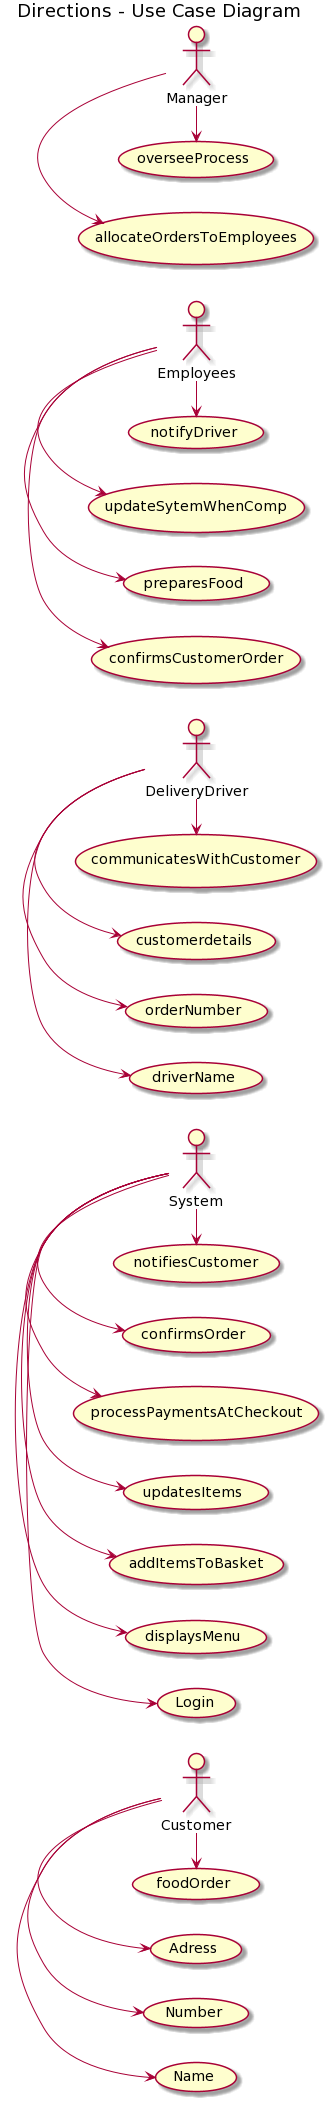 Directions - Use Case Diagram
Manager
overseeProcess
allocateOrdersToEmployees
Employees
notifyDriver
updateSytemWhenComp
preparesFood
confirmsCustomerOrder
DeliveryDriver
communicatesWithCustomer
customerdetails
orderNumber
driverName
System
notifiesCustomer
confirmsOrder
processPaymentsAtCheckout
updatesItems
addItemsToBasket
displaysMenu
Login
Customer
foodOrder
Adress
Number
Name